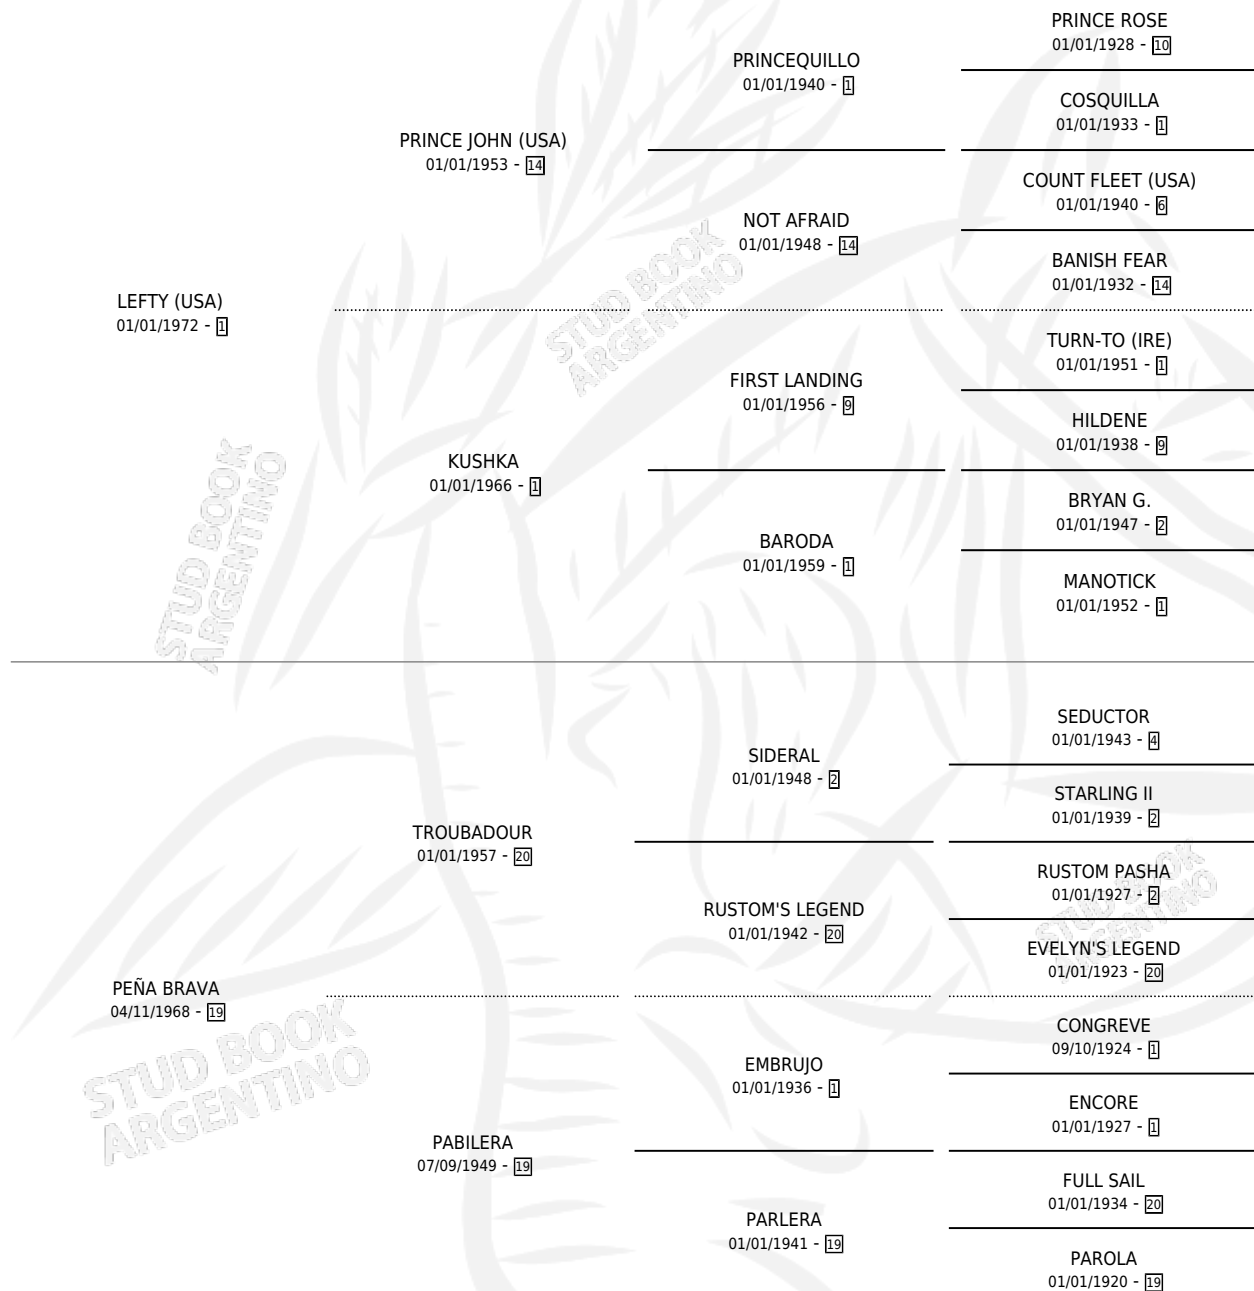 PRINCE ROSE
01/01/1928 - 10
PRINCEQUILLO
01/01/1940 - 1
COSQUILLA
01/01/1933 - 1
PRINCE JOHN (USA)
01/01/1953 - 14
COUNT FLEET (USA)
01/01/1940 - 6
NOT AFRAID
01/01/1948 - 14
BANISH FEAR
01/01/1932 - 14
LEFTY (USA)
01/01/1972 - 1
TURN-TO (IRE)
01/01/1951 - 1
FIRST LANDING
01/01/1956 - 9
HILDENE
01/01/1938 - 9
KUSHKA
01/01/1966 - 1
BRYAN G.
01/01/1947 - 2
BARODA
01/01/1959 - 1
MANOTICK
01/01/1952 - 1
SEDUCTOR
01/01/1943 - 4
SIDERAL
01/01/1948 - 2
STARLING II
01/01/1939 - 2
TROUBADOUR
01/01/1957 - 20
RUSTOM PASHA
01/01/1927 - 2
RUSTOM'S LEGEND
01/01/1942 - 20
EVELYN'S LEGEND
01/01/1923 - 20
PEÑA BRAVA
04/11/1968 - 19
CONGREVE
09/10/1924 - 1
EMBRUJO
01/01/1936 - 1
ENCORE
01/01/1927 - 1
PABILERA
07/09/1949 - 19
FULL SAIL
01/01/1934 - 20
PARLERA
01/01/1941 - 19
PAROLA
01/01/1920 - 19
STUD BOOK
ARGENTINO
STUD BOOK
ARGENTINO
STUD BOOK
ARGENTINO
STUD BOOK
ARGENTINO